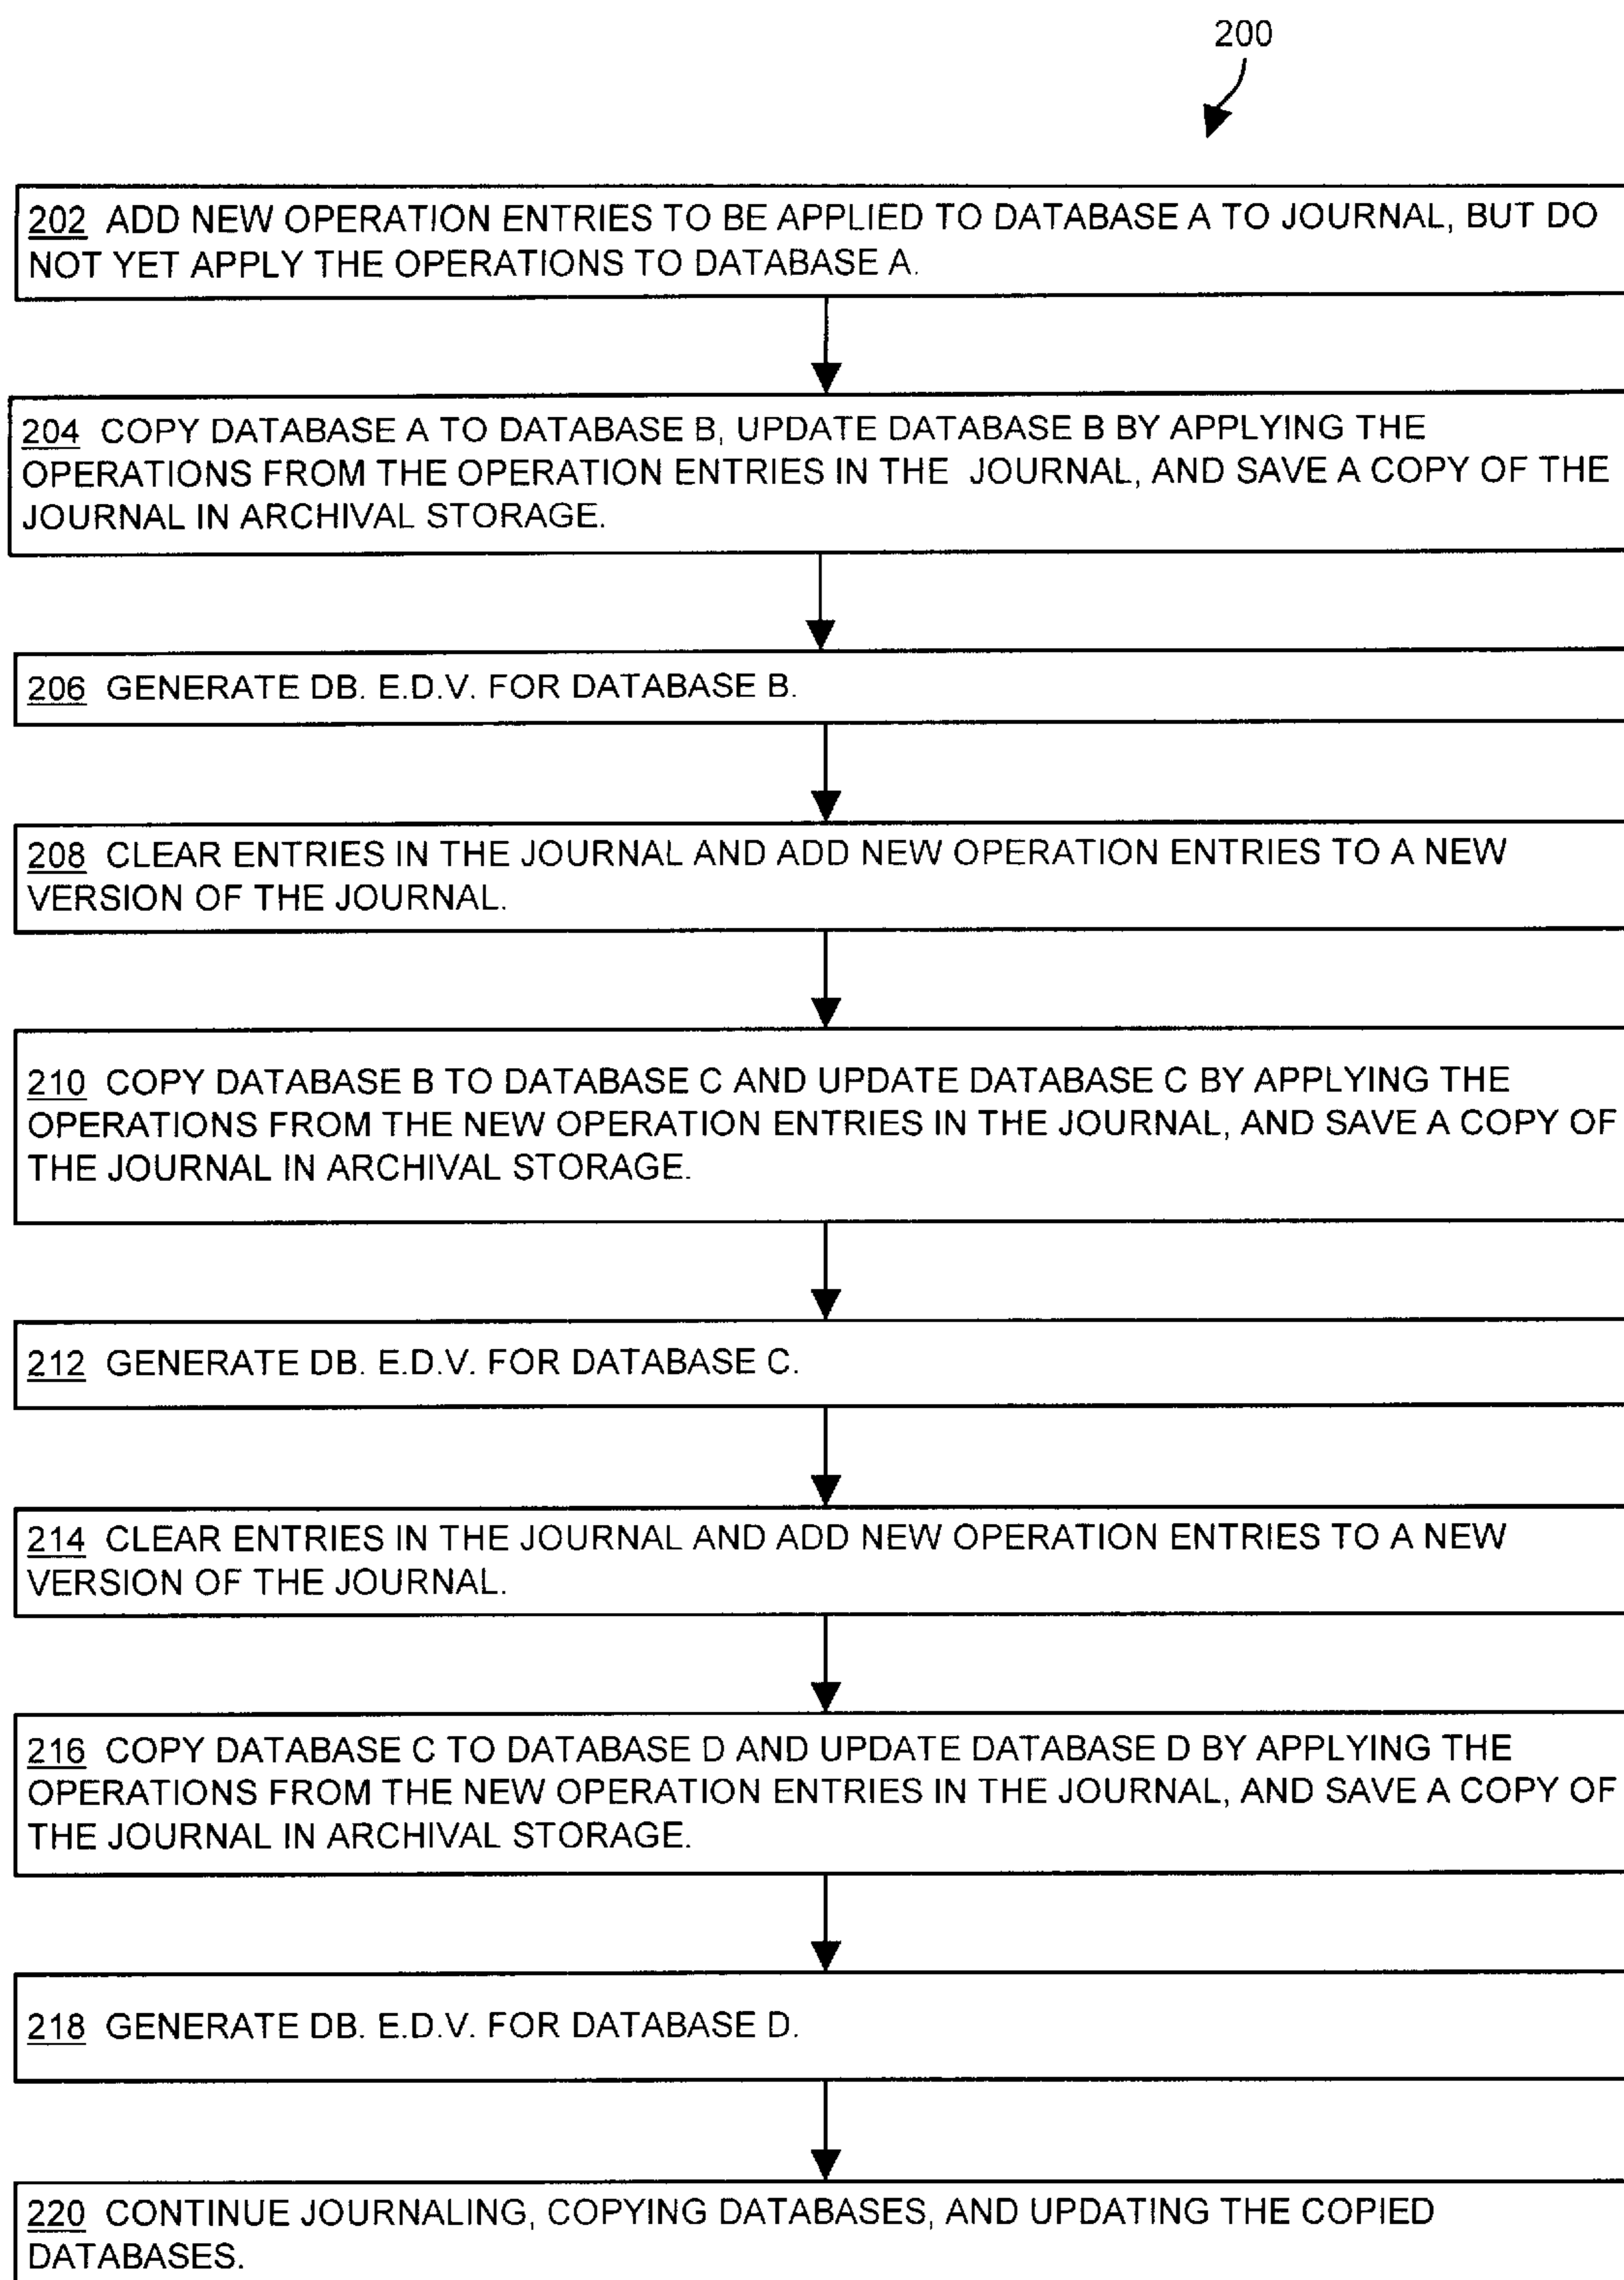 200
202 ADD NEW OPERATION ENTRIES TO BE APPLIED TO DATABASE A TO JOURNAL, BUT DO
NOT YET APPLY THE OPERATIONS TO DATABASE A.
204 COPY DATABASE A TO DATABASE B, UPDATE DATABASE B BY APPLYING THE
OPERATIONS FROM THE OPERATION ENTRIES IN THE JOURNAL, AND SAVE A COPY OF THE
JOURNAL IN ARCHIVAL STORAGE.
206 GENERATE DB. E.D.V. FOR DATABASE B.
208 CLEAR ENTRIES IN THE JOURNAL AND ADD NEW OPERATION ENTRIES TO A NEW
VERSION OF THE JOURNAL.
210 COPY DATABASE B TO DATABASE C AND UPDATE DATABASE C BY APPLYING THE
OPERATIONS FROM THE NEW OPERATION ENTRIES IN THE JOURNAL, AND SAVE A COPY OF
THE JOURNAL IN ARCHIVAL STORAGE.
212 GENERATE DB. E.D.V. FOR DATABASE C.
214 CLEAR ENTRIES IN THE JOURNAL AND ADD NEW OPERATION ENTRIES TO A NEW
VERSION OF THE JOURNAL.
216 COPY DATABASE C TO DATABASE D AND UPDATE DATABASE D BY APPLYING THE
OPERATIONS FROM THE NEW OPERATION ENTRIES IN THE JOURNAL, AND SAVE A COPY OF
THE JOURNAL IN ARCHIVAL STORAGE.
218 GENERATE DB. E.D.V. FOR DATABASE D.
220 CONTINUE JOURNALING, COPYING DATABASES, AND UPDATING THE COPIED
DATABASES.